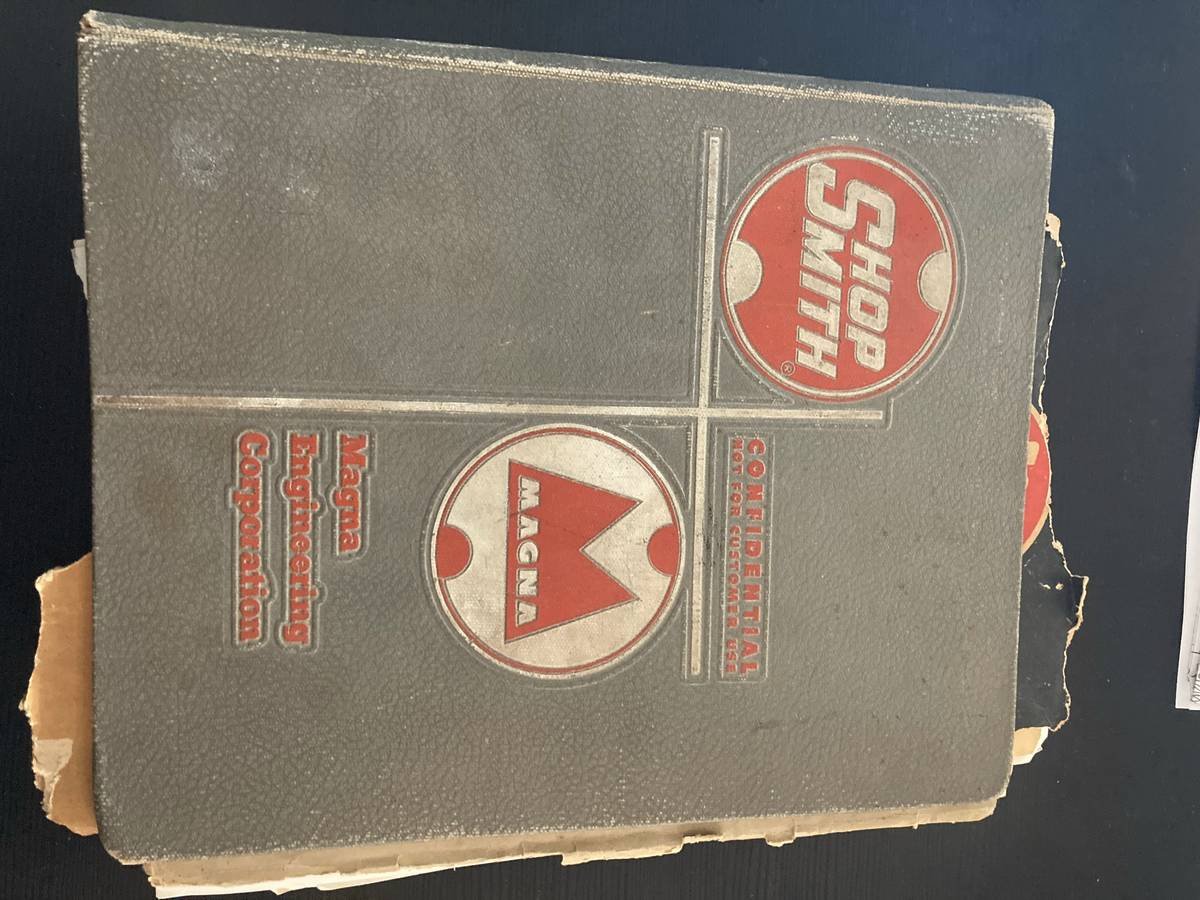 SHOP
SMITH®
CONFIDENTIAL
NOT FOR CUSTOMER USE
MAGNA
Magna
Engineering
Corporation